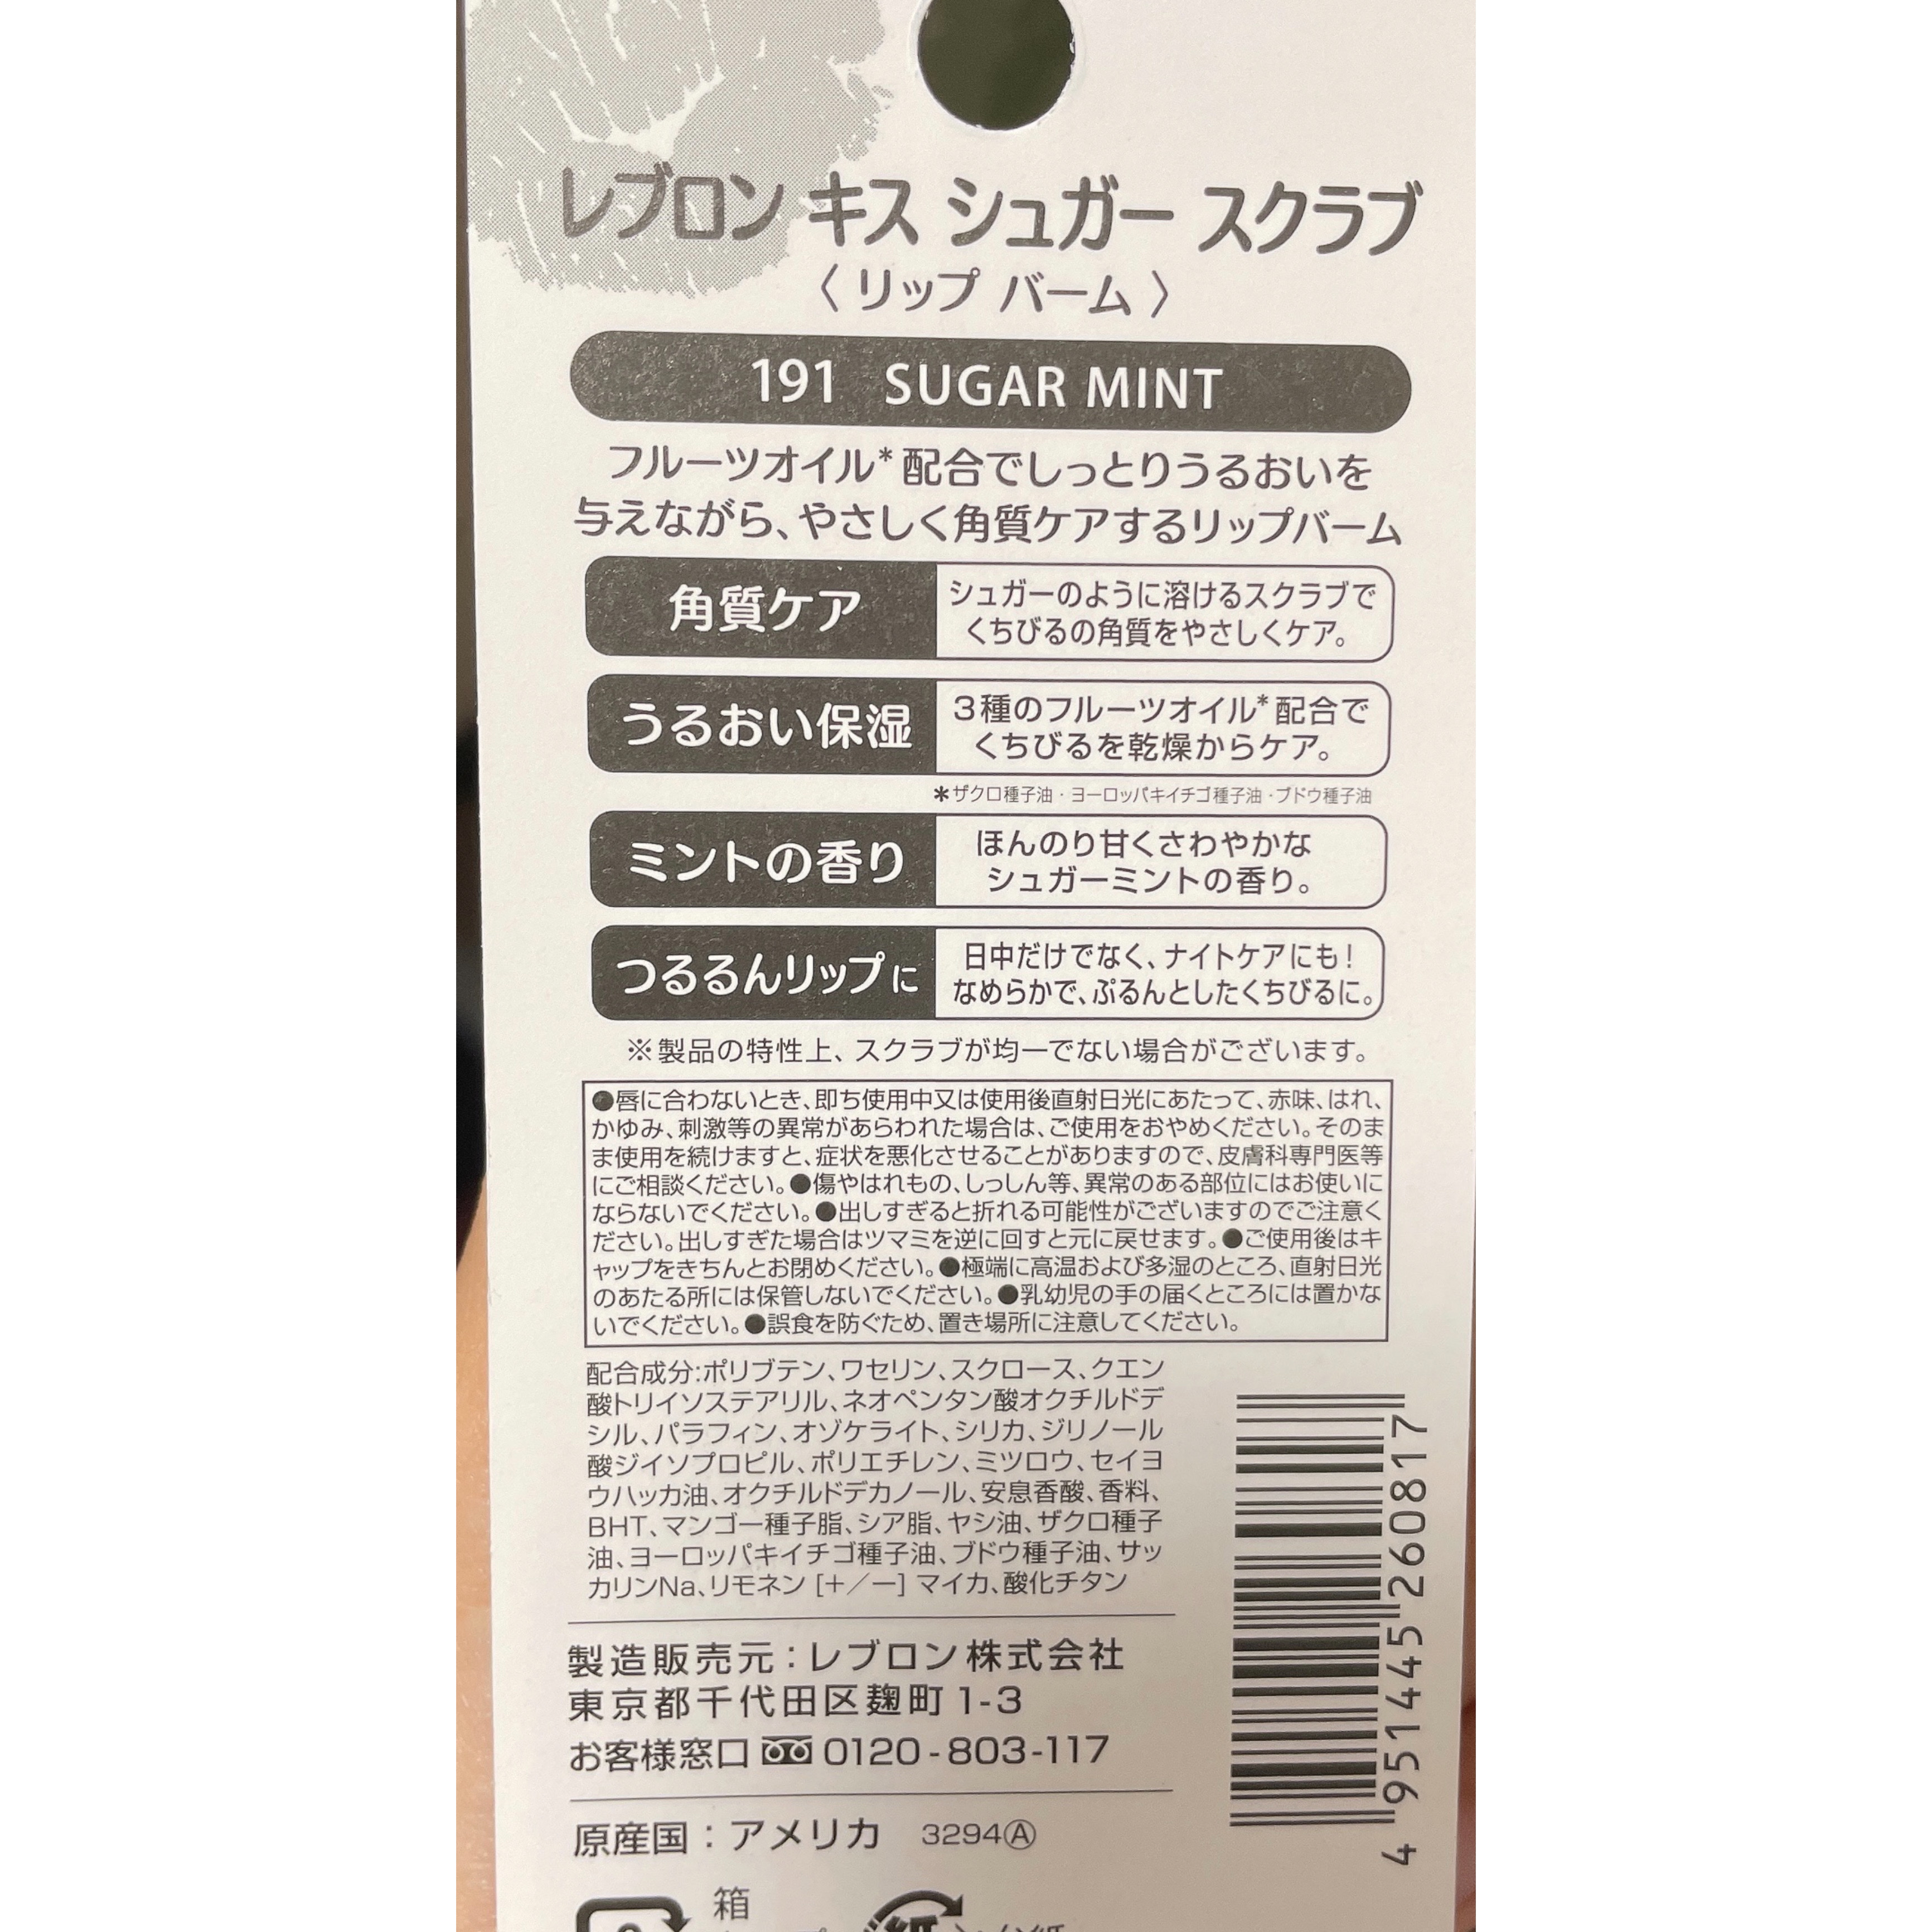 レブロン キス シュガー スクラブ
〈 リップ バーム 〉
191 SUGAR MINT
フルーツオイル*配合でしっとりうるおいを
与えながら、やさしく角質ケアするリップバーム
角質ケア
シュガーのように溶けるスクラブで
くちびるの角質をやさしくケア。
うるおい保湿
3種のフルーツオイル*配合で
くちびるを乾燥からケア。
*ザクロ種子油・ヨーロッパキイチゴ種子油・ブドウ種子油
ミントの香り
ほんのり甘くさわやかな
シュガーミントの香り。
つるるんリップに
日中だけでなく、ナイトケアにも!
なめらかで、ぷるんとしたくちびるに。
※製品の特性上、スクラブが均一でない場合がございます。
●唇に合わないとき、即ち使用中又は使用後直射日光にあたって、赤味、はれ、
かゆみ、刺激等の異常があらわれた場合は、ご使用をおやめください。そのま
ま使用を続けますと、症状を悪化させることがありますので、皮膚科専門医等
にご相談ください。●傷やはれもの、しっしん等、異常のある部位にはお使いに
ならないでください。●出しすぎると折れる可能性がございますのでご注意く
ださい。出しすぎた場合はツマミを逆に回すと元に戻せます。●ご使用後はキ
ャップをきちんとお閉めください。●極端に高温および多湿のところ、直射日光
のあたる所には保管しないでください。●乳幼児の手の届くところには置かな
いでください。●誤食を防ぐため、置き場所に注意してください。
配合成分:ポリブテン、ワセリン、スクロース、クエン
酸トリイソステアリル、ネオペンタン酸オクチルドデ
シル、パラフィン、オゾケライト、シリカ、ジリノール
酸ジイソプロピル、ポリエチレン、ミツロウ、セイヨ
ウハッカ油、オクチルドデカノール、安息香酸、香料、
BHT、マンゴー種子脂、シア脂、ヤシ油、ザクロ種子
油、ヨーロッパキイチゴ種子油、ブドウ種子油、サッ
カリンNa、リモネン [+/-] マイカ、酸化チタン
製造販売元:レブロン株式会社
東京都千代田区麹町 1-3
お客様窓口 0120-803-117
原産国:アメリカ 3294Ⓐ
4 951445 260817
箱
紙